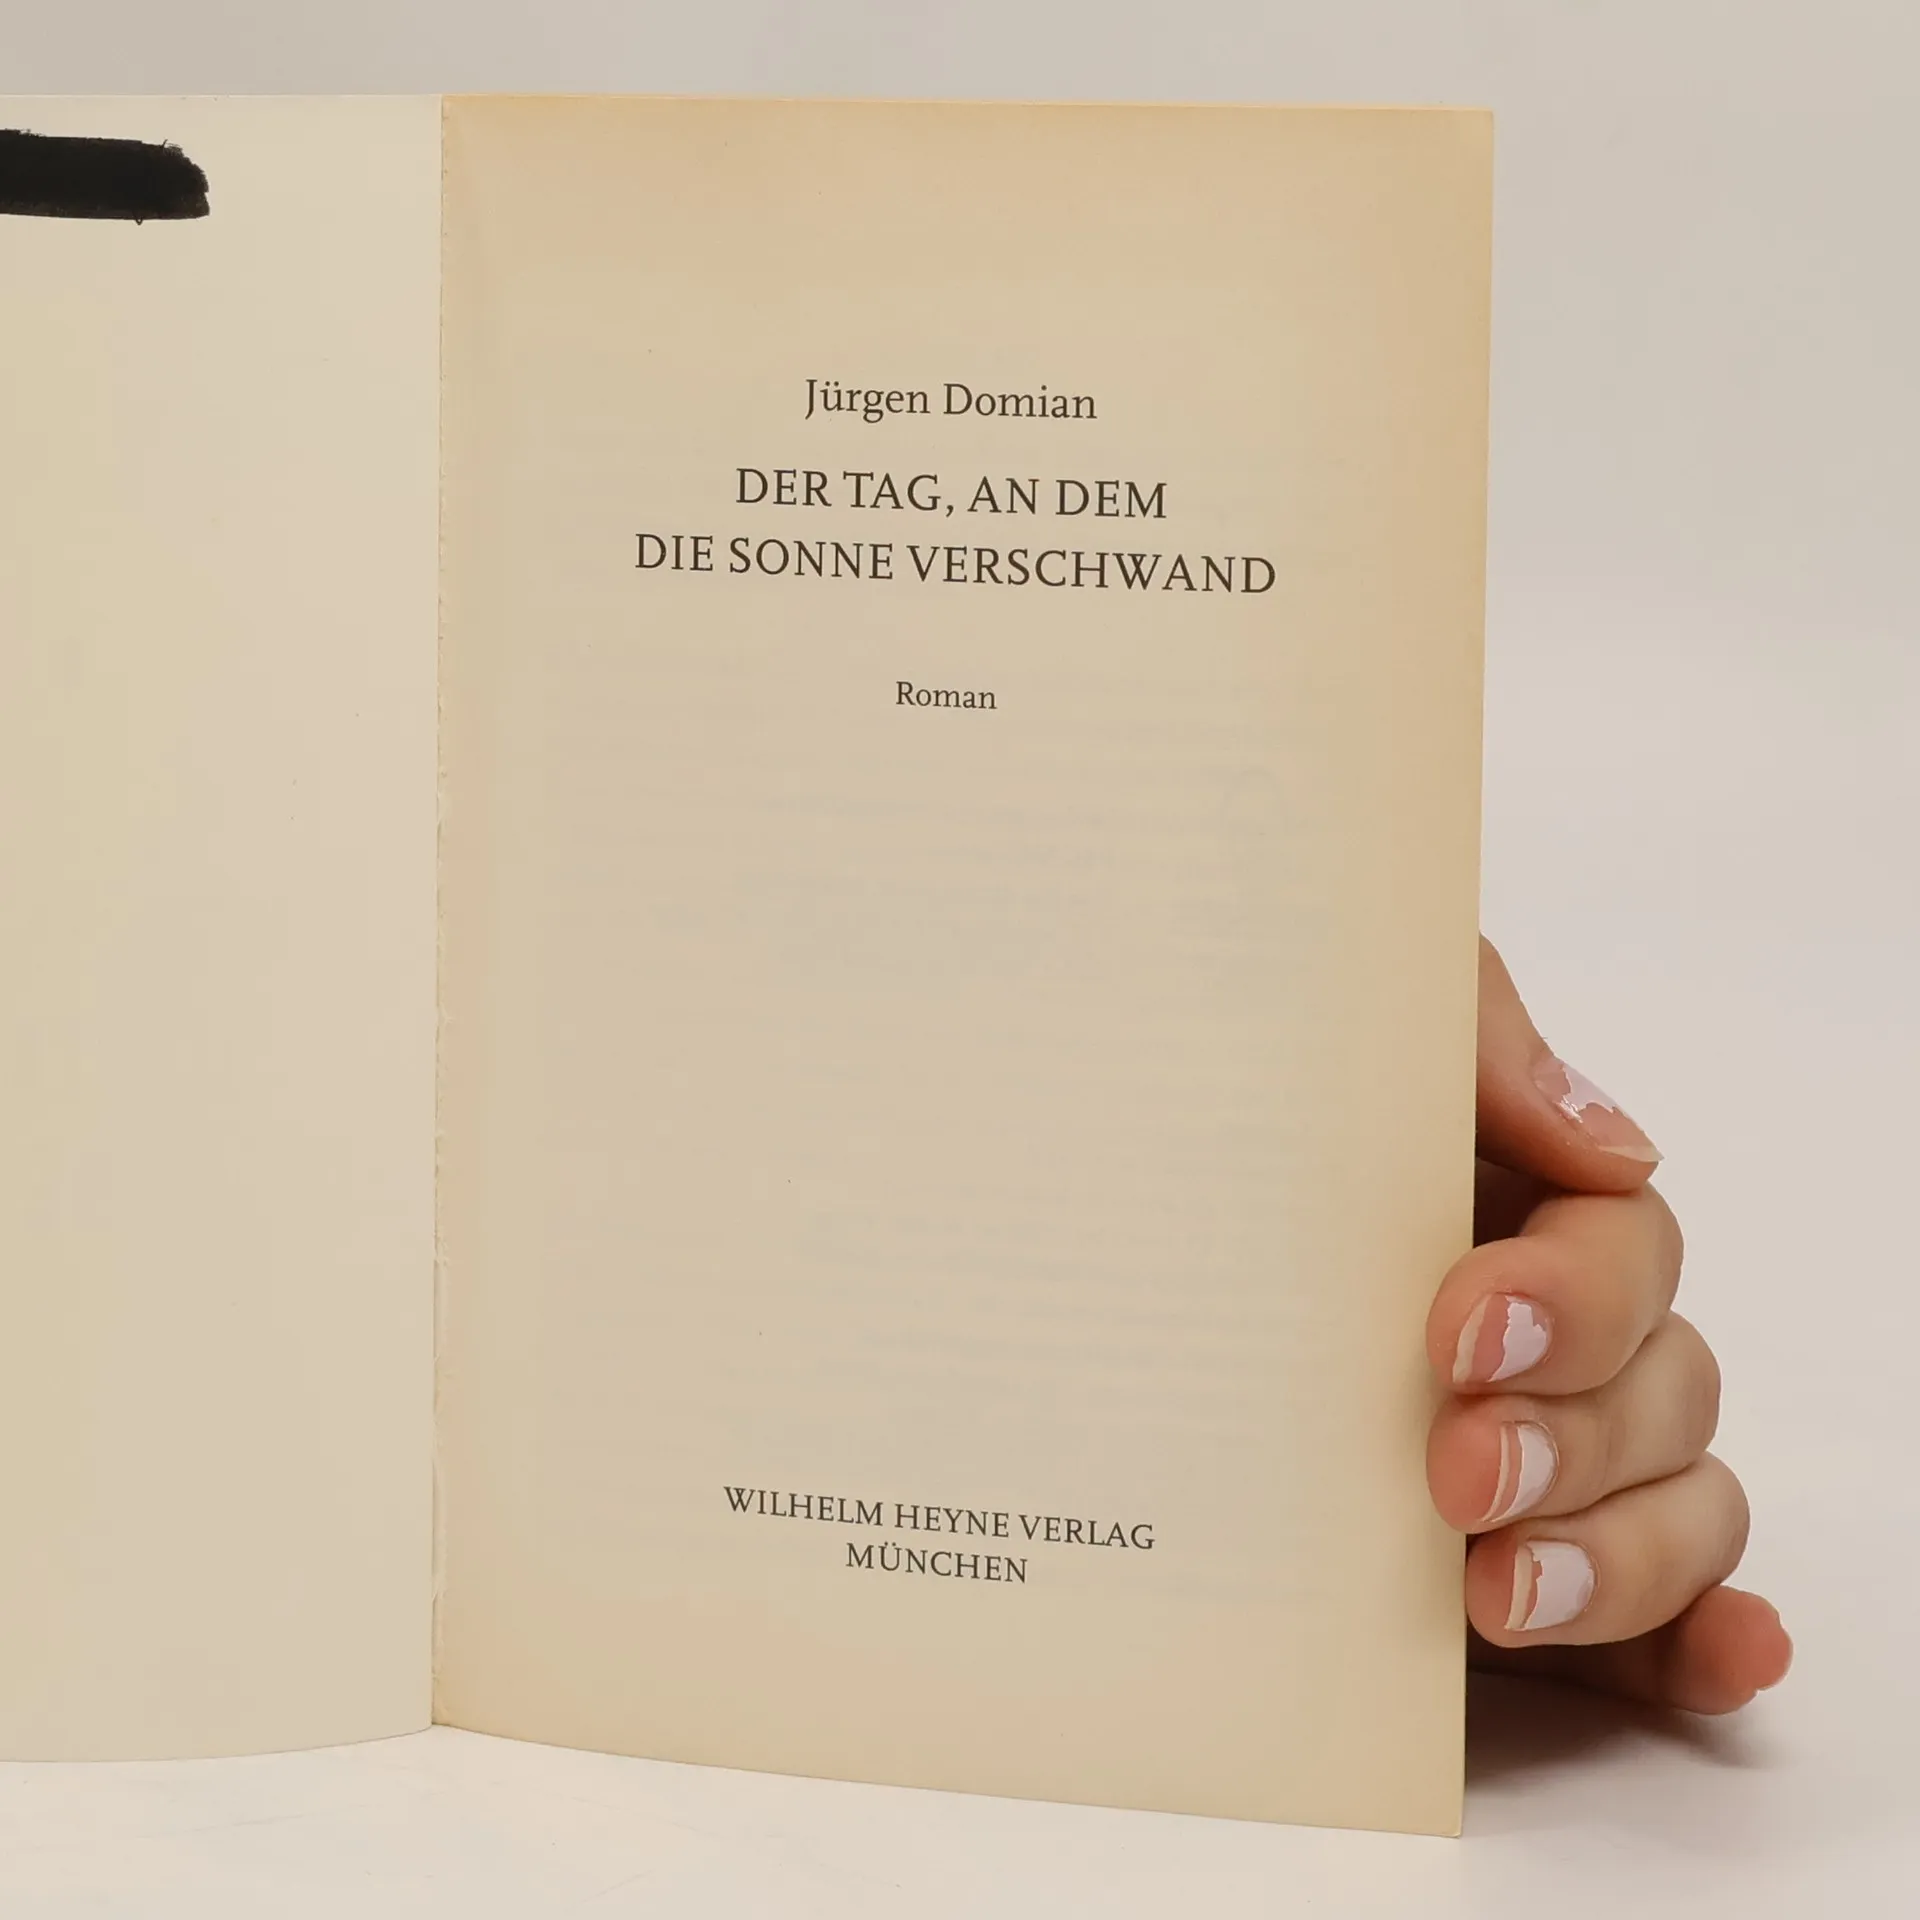 Jürgen Domian
DER TAG, AN DEM
DIE SONNE VERSCHWAND
Roman
WILHELM HEYNE VERLAG
MÜNCHEN